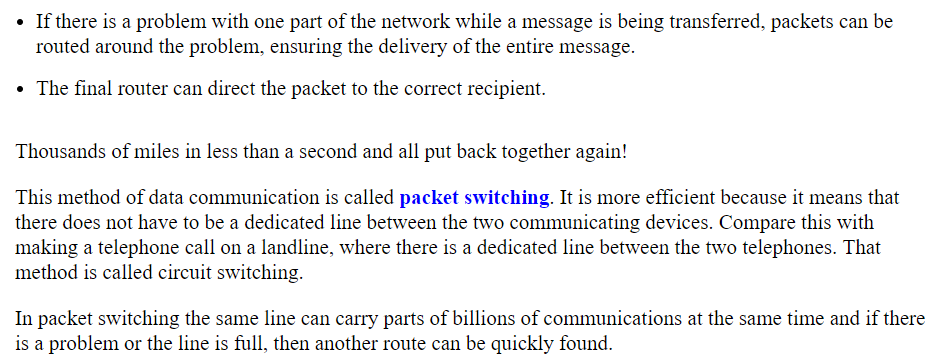 • If there is a problem with one part of the network while a message is being transferred, packets can be
routed around the problem, ensuring the delivery of the entire message.
• The final router can direct the packet to the correct recipient.
Thousands of miles in less than a second and all put back together again!
This method of data communication is called packet switching. It is more efficient because it means that
there does not have to be a dedicated line between the two communicating devices. Compare this with
making a telephone call on a landline, where there is a dedicated line between the two telephones. That
method is called circuit switching.
In packet switching the same line can carry parts of billions of communications at the same time and if there
is a problem or the line is full, then another route can be quickly found.